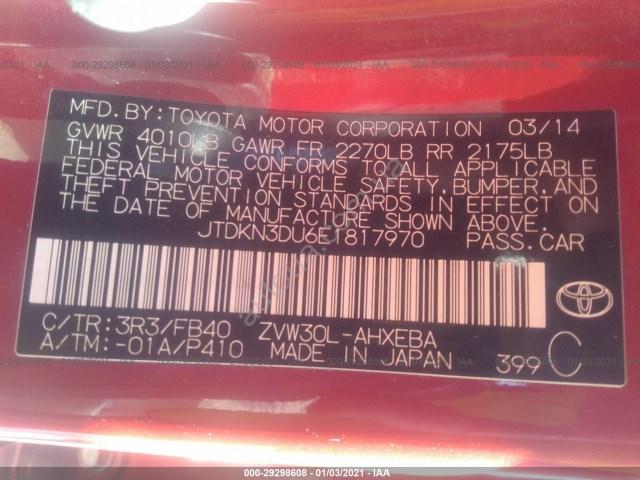 MFD. BY: TOYOTA MOTOR CORPORATION 03/14
GVWR 4010LB GAWR FR 2270LB RR 2175LB
THIS VEHICLE CONFORMS TO ALL APPLICABLE
FEDERAL MOTOR VEHICLE SAFETY, BUMPER, AND
THEFT PREVENTION STANDARDS IN EFFECT ON
THE DATE OF MANUFACTURE SHOWN ABOVE.
JTDKN3DU6E1817970 PASS. CAR
C/TR: 3R3/FB40 ZVW30L-AHXEBA
A/TM: -01A/P410 MADE IN JAPAN 399 C
000-29298608 - 01/03/2021 - IAA